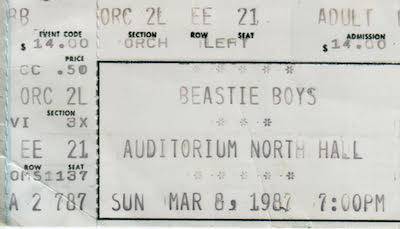 RB ORC 2L EE 21 ADULT
EVENT CODE SECTION ROW SEAT ADMISSION
$14.00 ORCH LEFT $14.00
PRICE
CC .50
ORC 2L BEASTIE BOYS
SECTION
VI 3X
EE 21 AUDITORIUM NORTH HALL
ROW SEAT
OMS1137
A 2 787 SUN MAR 8, 1987 7:00PM